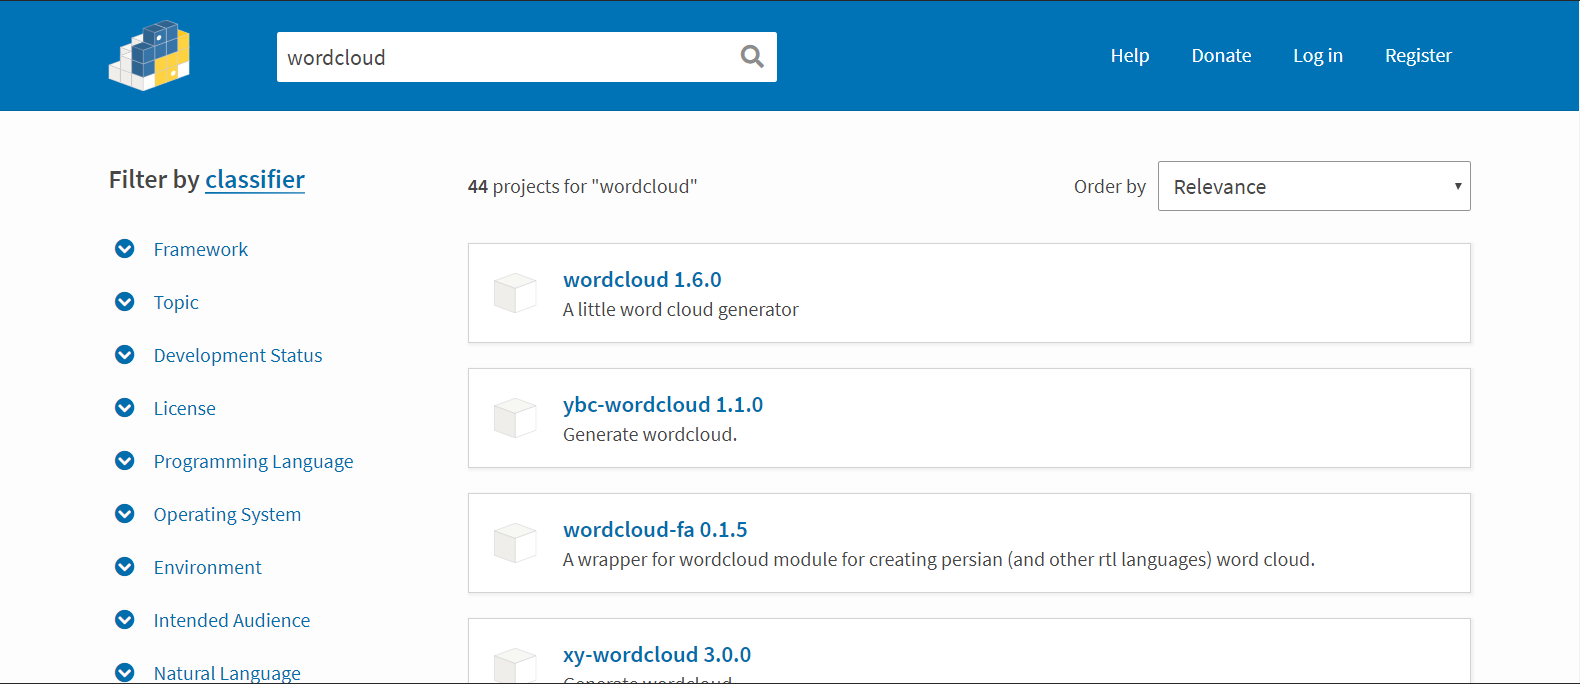 wordcloud
Help Donate Log in Register
Filter by classifier
Framework
Topic
Development Status
License
Programming Language
Operating System
Environment
Intended Audience
Natural Language
44 projects for "wordcloud"
Order by Relevance
wordcloud 1.6.0
A little word cloud generator
ybc-wordcloud 1.1.0
Generate wordcloud.
wordcloud-fa 0.1.5
A wrapper for wordcloud module for creating persian (and other rtl languages) word cloud.
xy-wordcloud 3.0.0
Generate wordcloud.